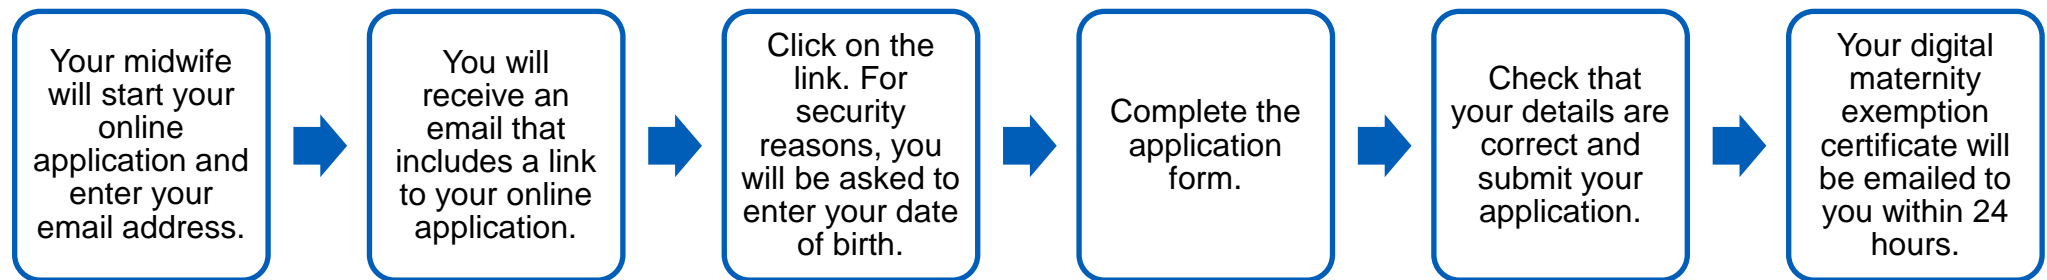 Your midwife
will start your
online
application and
enter your
email address.
You will
receive an
email that
includes a link
to your online
application.
Click on the
link. For
security
reasons, you
will be asked to
enter your date
of birth.
Complete the
application
form.
Check that
your details are
correct and
submit your
application.
Your digital
maternity
exemption
certificate will
be emailed to
you within 24
hours.